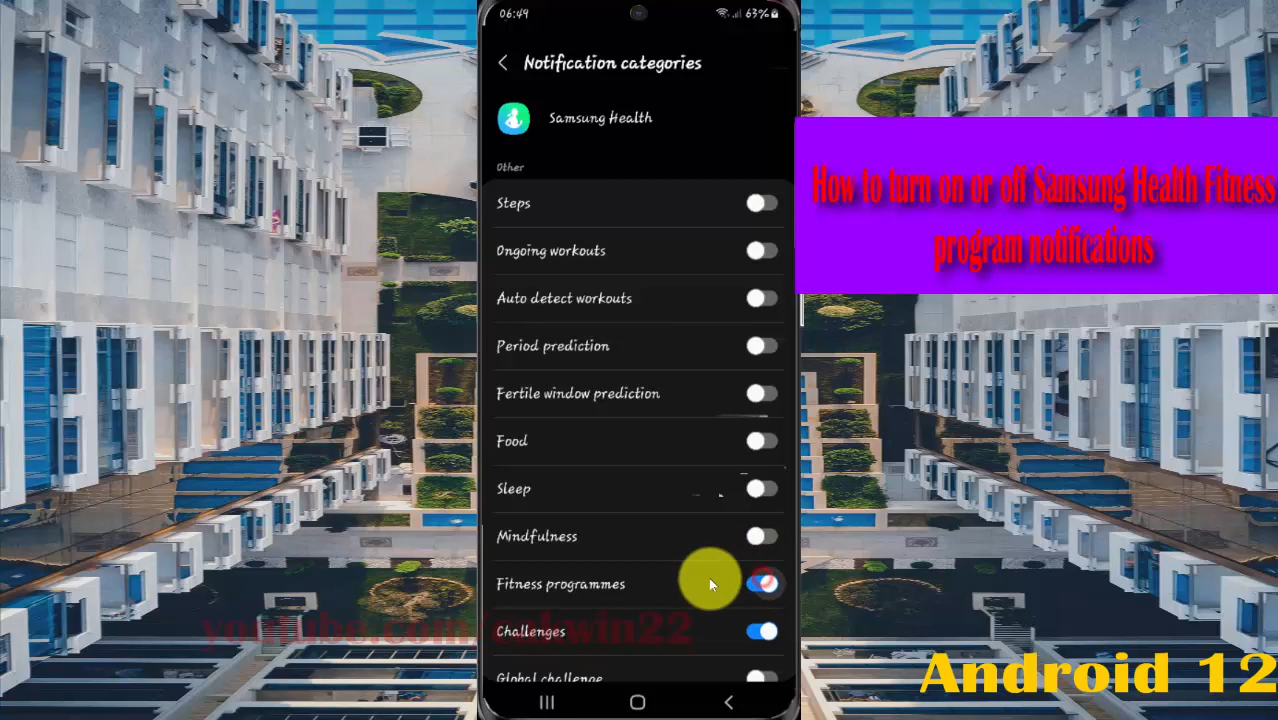 06:49
63%
Notification categories
Samsung Health
Other
Steps
Ongoing workouts
Auto detect workouts
Period prediction
Fertile window prediction
Food
Sleep
Mindfulness
Fitness programmes
Challenges
Global challenge
How to turn on or off Samsung Health Fitness
program notifications
Android 12